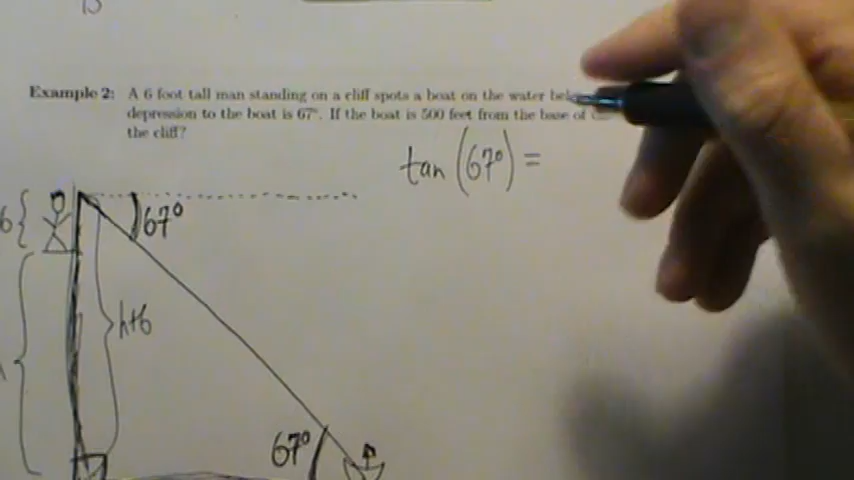 Example 2: A 6 foot tall man standing on a cliff spots a boat on the water
depression to the boat is 67°. If the boat is 500 feet from the base of
the cliff?
tan (67°) =
6
67°
h+6
67°